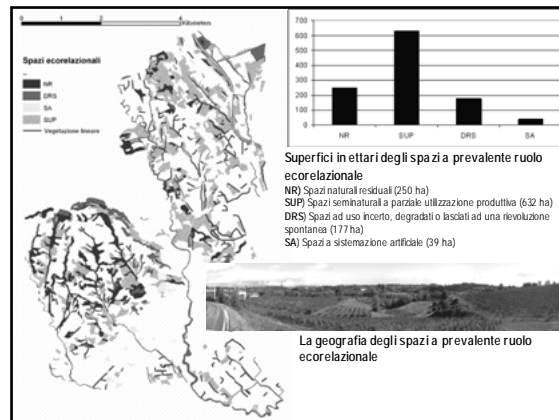 0 1 2 4
Kilometers
Spazi ecorelazionali
NR
DRS
SA
SUP
Vegetazione lineare
700
600
500
400
300
200
100
0
NR SUP DRS SA
Superfici in ettari degli spazi a prevalente ruolo
ecorelazionale
NR) Spazi naturali residuali (250 ha)
SUP) Spazi seminaturali a parziale utilizzazione produttiva (632 ha)
DRS) Spazi ad uso incerto, degradati o lasciati ad una rievoluzione
spontanea (177 ha)
SA) Spazi a sistemazione artificiale (39 ha)
La geografia degli spazi a prevalente ruolo
ecorelazionale